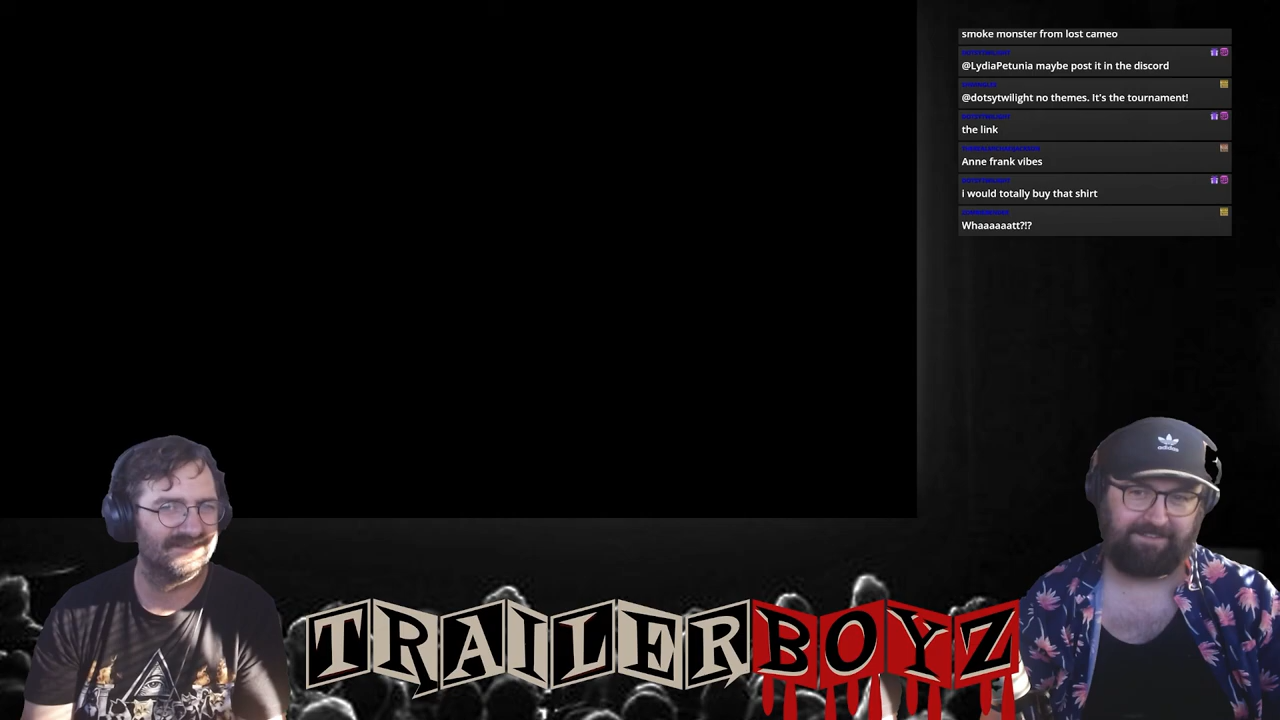 smoke monster from lost cameo
@LydiaPetunia maybe post it in the discord
@dotsytwilight no themes. It's the tournament!
the link
Anne frank vibes
i would totally buy that shirt
Whaaaaaatt?!?
adidas
TRAILERBOYZ